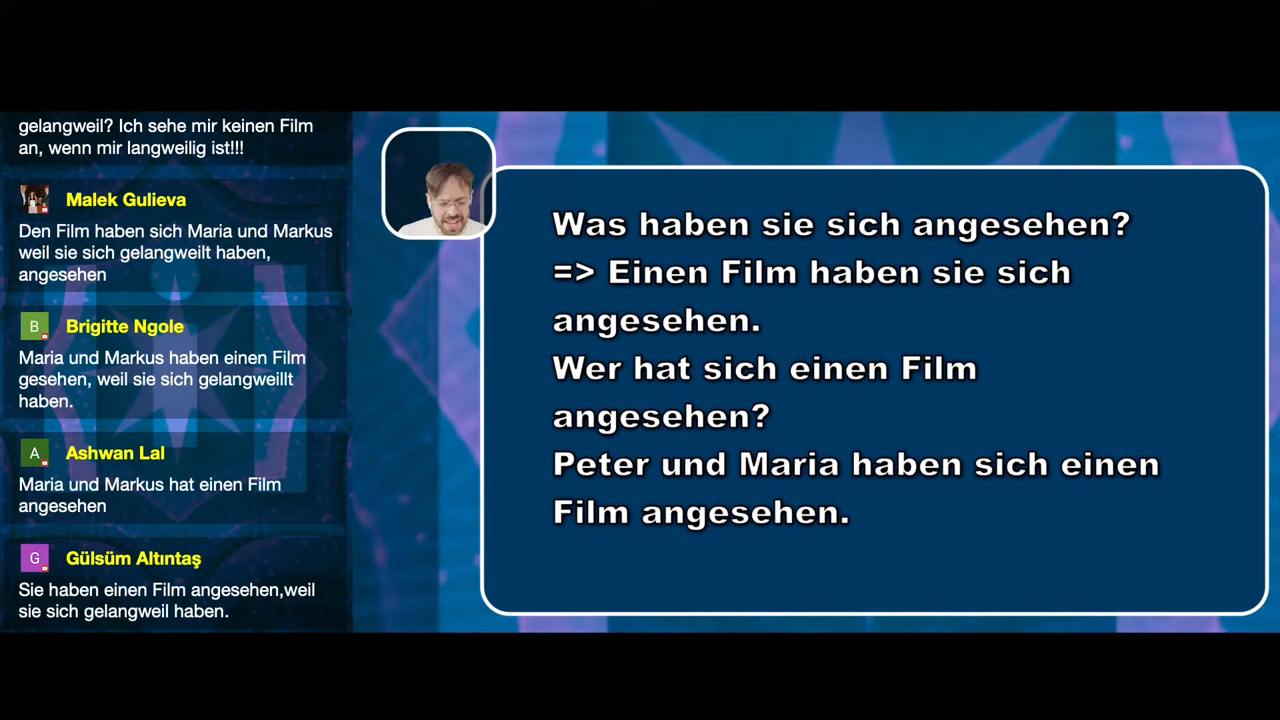 gelangweil? Ich sehe mir keinen Film
an, wenn mir langweilig ist!!!
Malek Gulieva
Den Film haben sich Maria und Markus
weil sie sich gelangweilt haben,
angesehen
B
Brigitte Ngole
Maria und Markus haben einen Film
gesehen, weil sie sich gelangweillt
haben.
A
Ashwan Lal
Maria und Markus hat einen Film
angesehen
G
Gülsüm Altıntaş
Sie haben einen Film angesehen,weil
sie sich gelangweil haben.
Was haben sie sich angesehen?
=> Einen Film haben sie sich
angesehen.
Wer hat sich einen Film
angesehen?
Peter und Maria haben sich einen
Film angesehen.